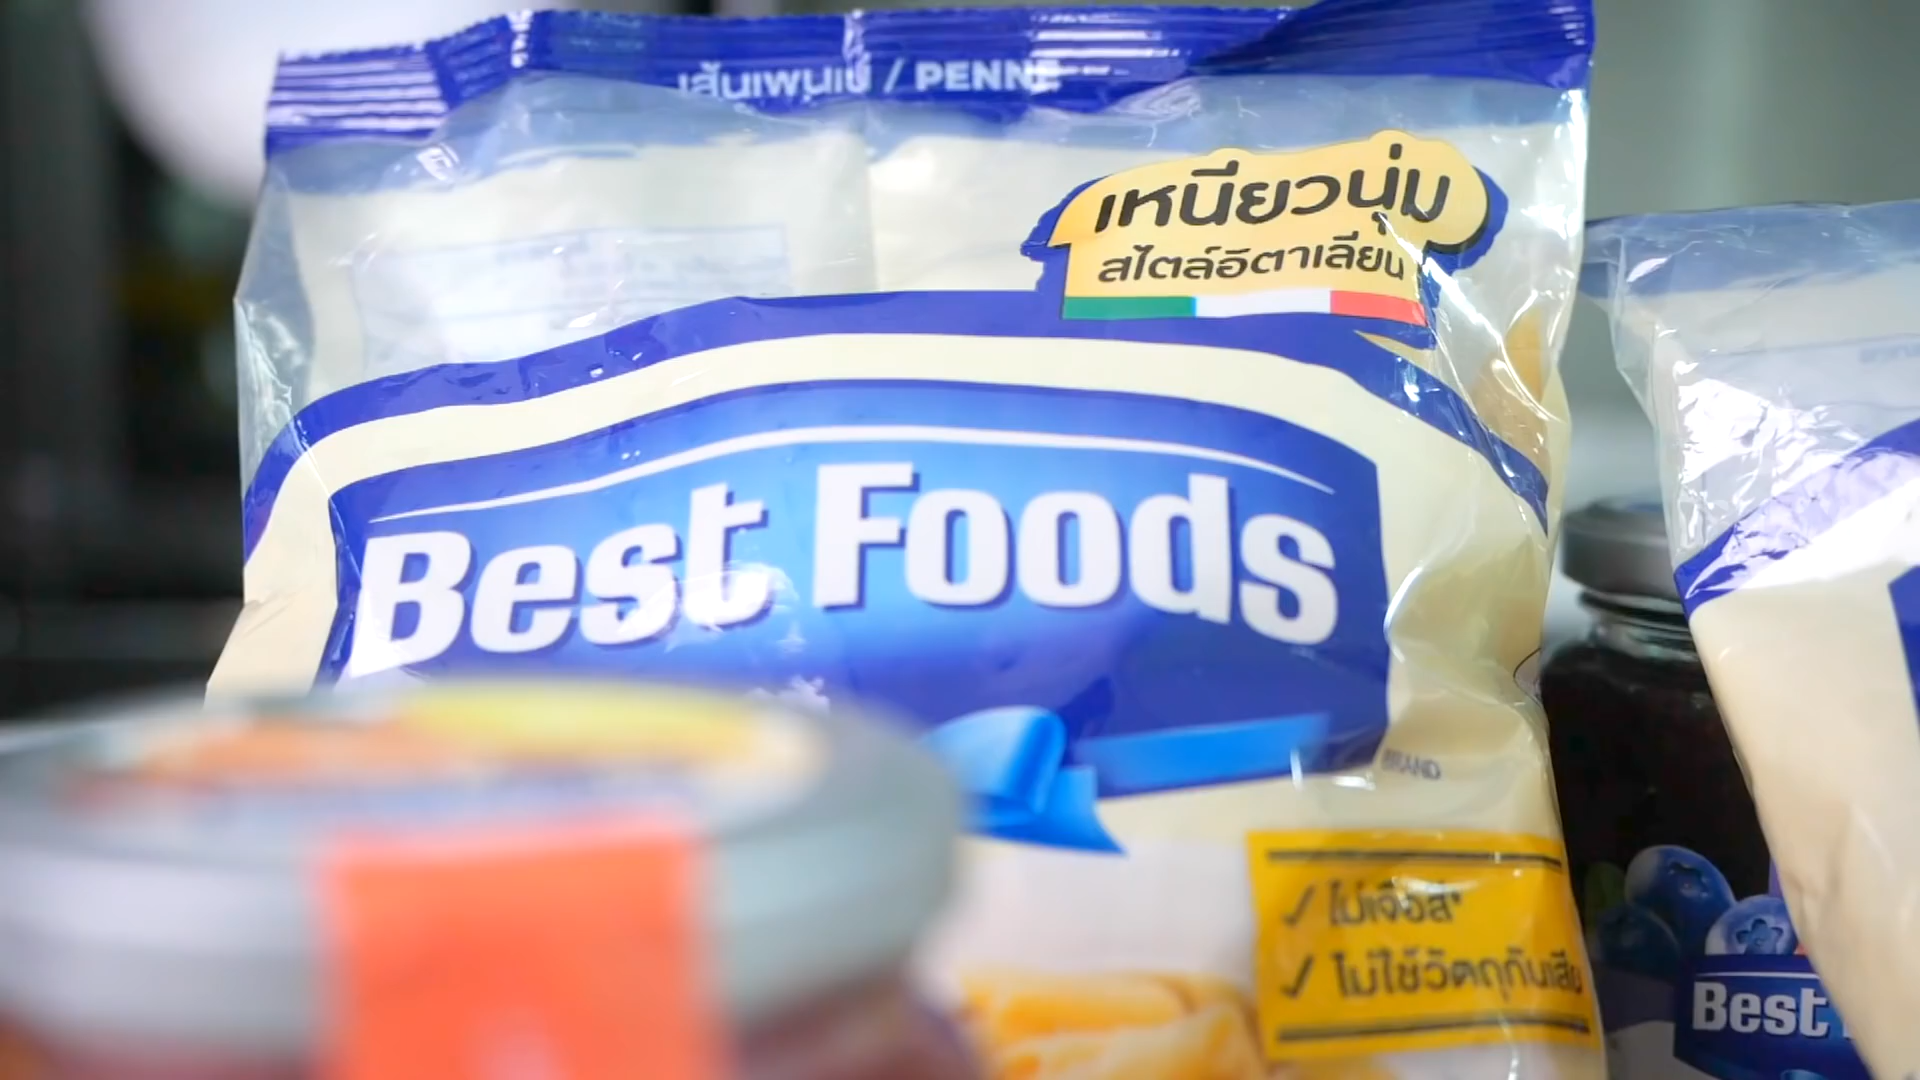 เส้นเพนเน่ / PENNE
เหนียวนุ่ม
สไตล์อิตาเลียน
Best Foods
BRAND
✓ ไม่เจือสี*
✓ ไม่ใช้วัตถุกันเสีย
Best